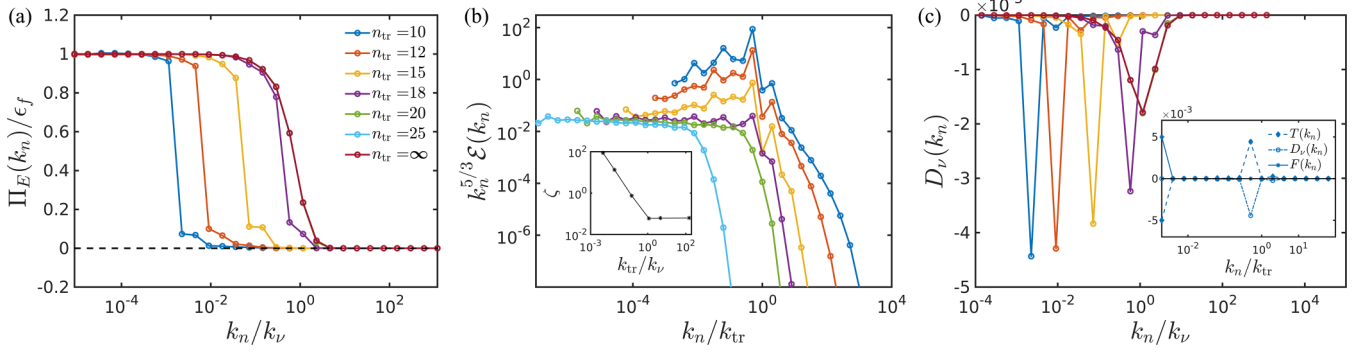 (a)
1.2
1
0.8
0.6
0.4
0.2
0
-0.2
Π_E(k_n)/ϵ_f
10^-4
10^-2
10^0
10^2
k_n/k_ν
n_tr =10
n_tr =12
n_tr =15
n_tr =18
n_tr =20
n_tr =25
n_tr =∞
(b)
10^2
10^0
10^-2
10^-4
10^-6
k_n^5/3 ℰ(k_n)
10^-4
10^0
10^4
k_n/k_tr
10^2
10^0
10^-2
ζ
10^-3
10^0
10^2
k_tr/k_ν
(c)
0
-1
-2
-3
-4
-5
D_ν(k_n)
10^-4
10^-2
10^0
10^2
k_n/k_ν
×10^-3
5
0
-5
10^-2
10^0
10^1
k_n/k_tr
T(k_n)
D_ν(k_n)
F(k_n)